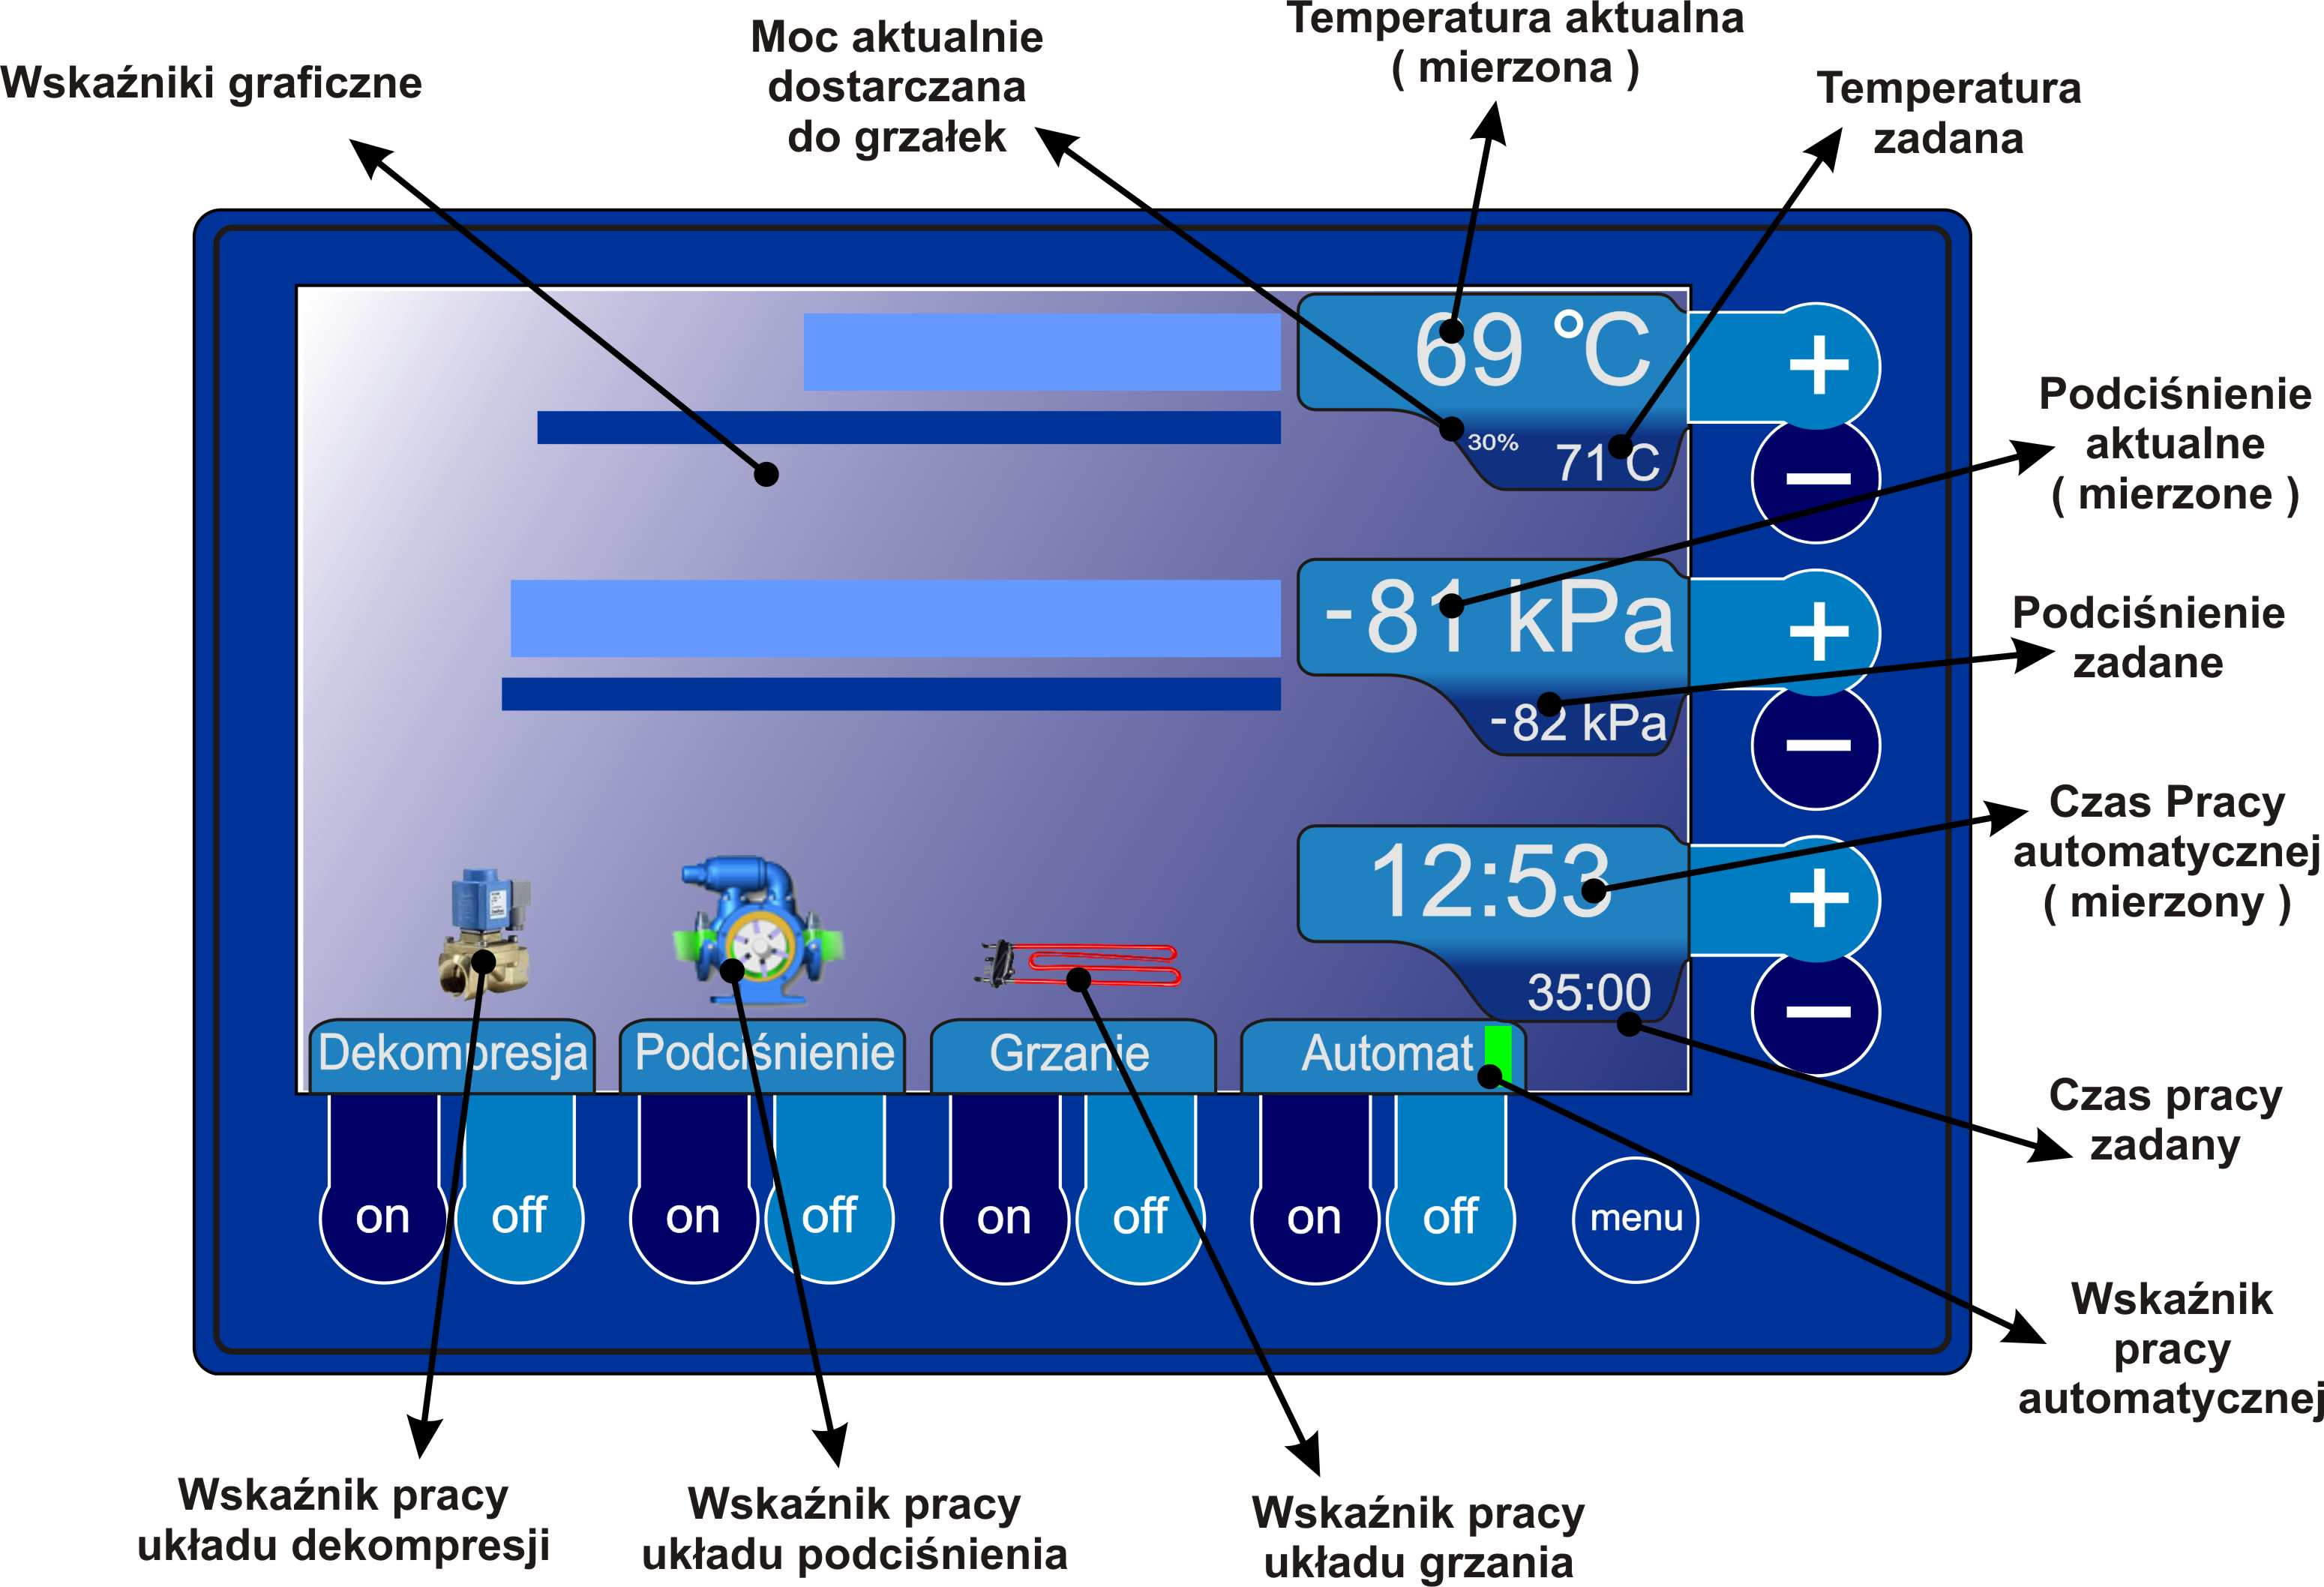 Wskaźniki graficzne
Moc aktualnie
dostarczana
do grzałek
Temperatura aktualna
( mierzona )
Temperatura
zadana
69 °C
30%
71 C
+
−
Podciśnienie
aktualne
( mierzone )
-81 kPa
-82 kPa
+
−
Podciśnienie
zadane
12:53
35:00
+
−
Czas Pracy
automatycznej
( mierzony )
Czas pracy
zadany
Dekompresja
Podciśnienie
Grzanie
Automat
on
off
on
off
on
off
on
off
menu
Wskaźnik
pracy
automatycznej
Wskaźnik pracy
układu dekompresji
Wskaźnik pracy
układu podciśnienia
Wskaźnik pracy
układu grzania